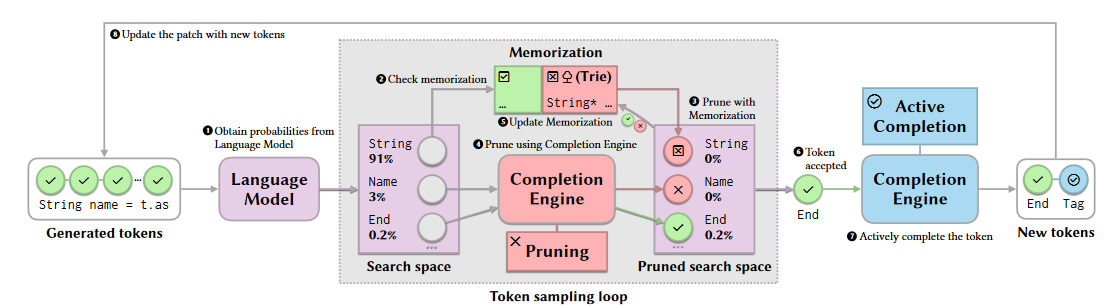 ❽ Update the patch with new tokens
Memorization
❷ Check memorization
(Trie)
...
String* ...
❸ Prune with
Memorization
❺ Update Memorization
❶ Obtain probabilities from
Language Model
❹ Prune using Completion Engine
String
91%
Name
3%
End
0.2%
...
Search space
String
0%
Name
0%
End
0.2%
...
Pruned search space
Completion
Engine
Pruning
Token sampling loop
...
String name = t.as
Generated tokens
Language
Model
❻ Token
accepted
End
Active
Completion
Completion
Engine
❼ Actively complete the token
End Tag
New tokens